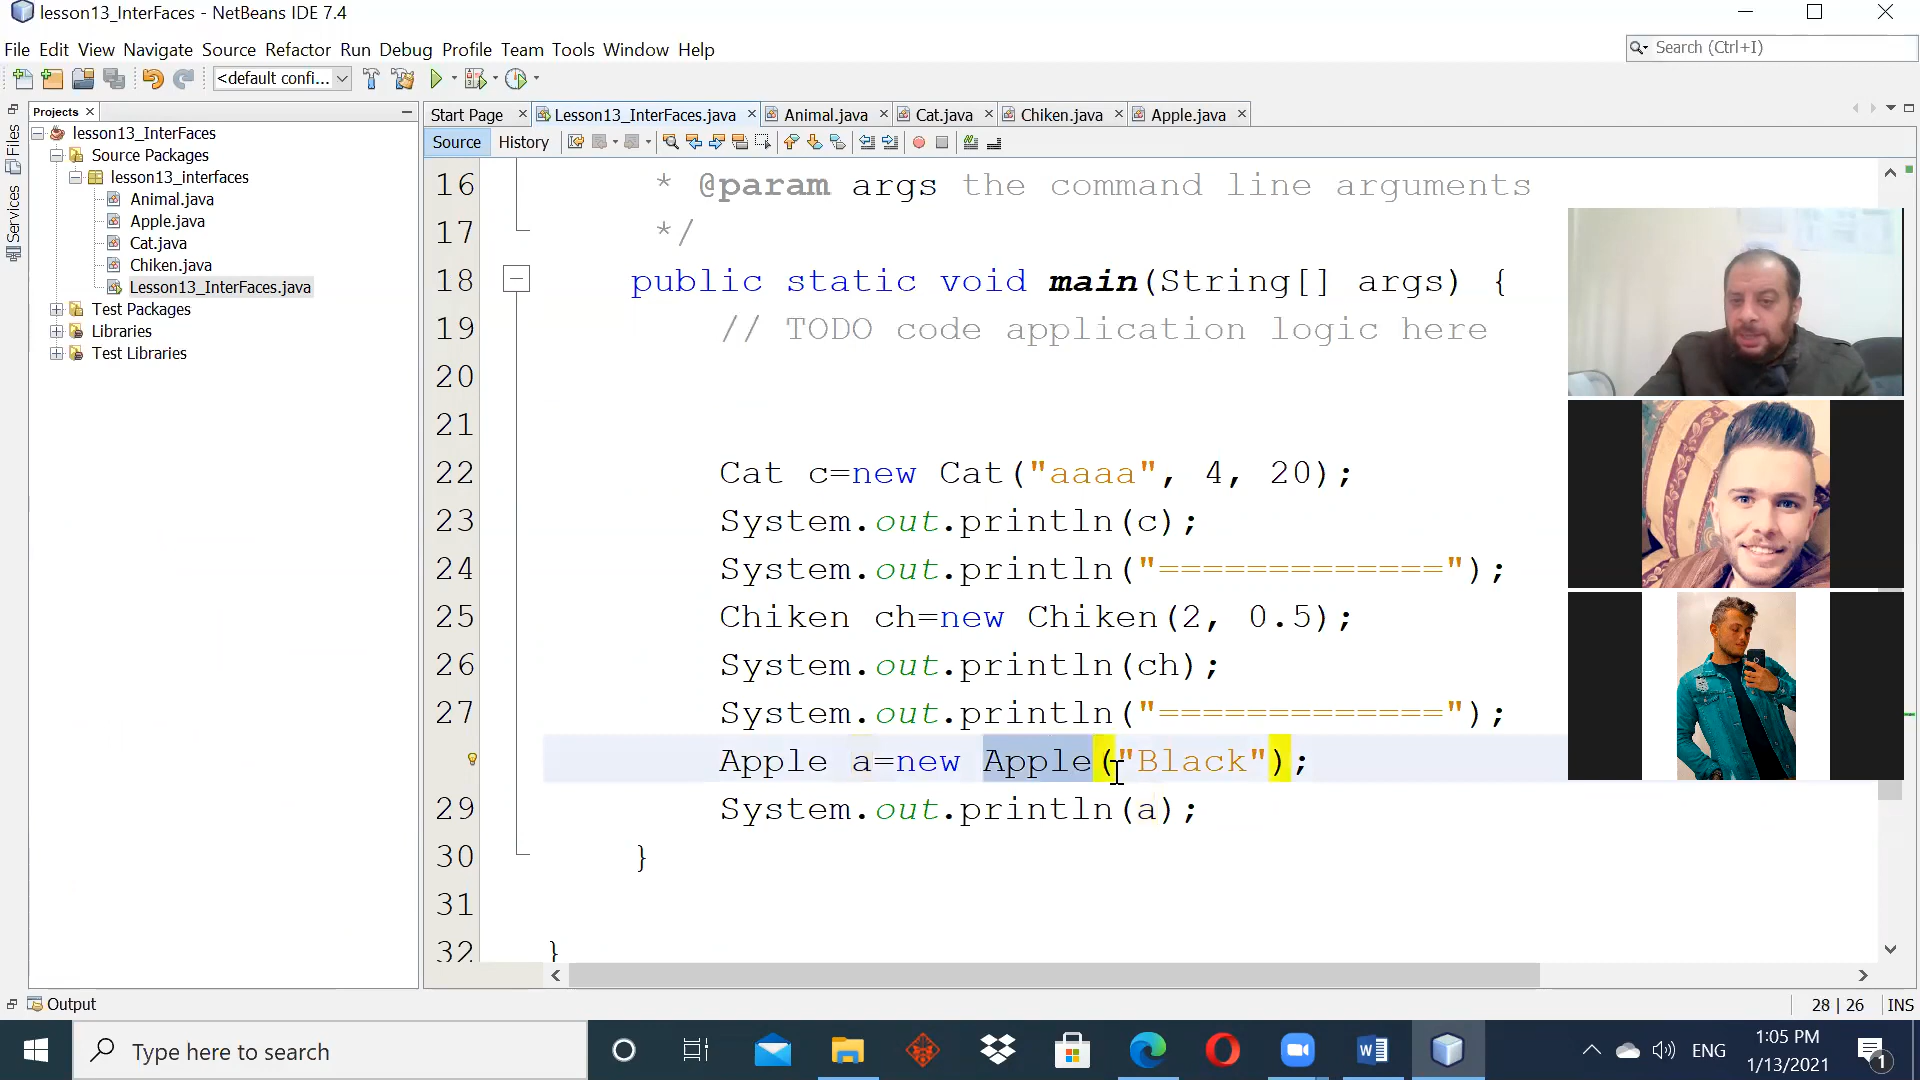 lesson13_InterFaces - NetBeans IDE 7.4
File Edit View Navigate Source Refactor Run Debug Profile Team Tools Window Help
Search (Ctrl+I)
<default confi...
Projects
Start Page
Lesson13_InterFaces.java
Animal.java
Cat.java
Chiken.java
Apple.java
Files
Services
Source
History
lesson13_InterFaces
Source Packages
lesson13_interfaces
Animal.java
Apple.java
Cat.java
Chiken.java
Lesson13_InterFaces.java
Test Packages
Libraries
Test Libraries
16 * @param args the command line arguments
17 */
18 public static void main(String[] args) {
19 // TODO code application logic here
20
21
22 Cat c=new Cat("aaaa", 4, 20);
23 System.out.println(c);
24 System.out.println("=============");
25 Chiken ch=new Chiken(2, 0.5);
26 System.out.println(ch);
27 System.out.println("=============");
Apple a=new Apple("Black");
29 System.out.println(a);
30 }
31
32 }
Output
28 | 26
INS
Type here to search
ENG
1:05 PM
1/13/2021
1